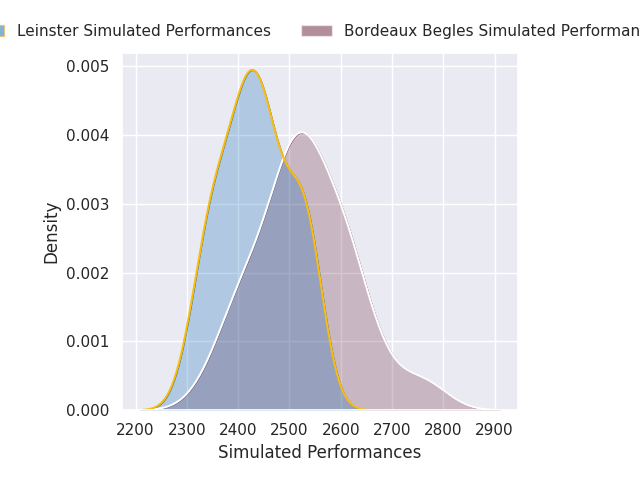 Leinster Simulated Performances
Bordeaux Begles Simulated Performan
0.005
0.004
0.003
0.002
0.001
0.000
Density
2200 2300 2400 2500 2600 2700 2800 2900
Simulated Performances